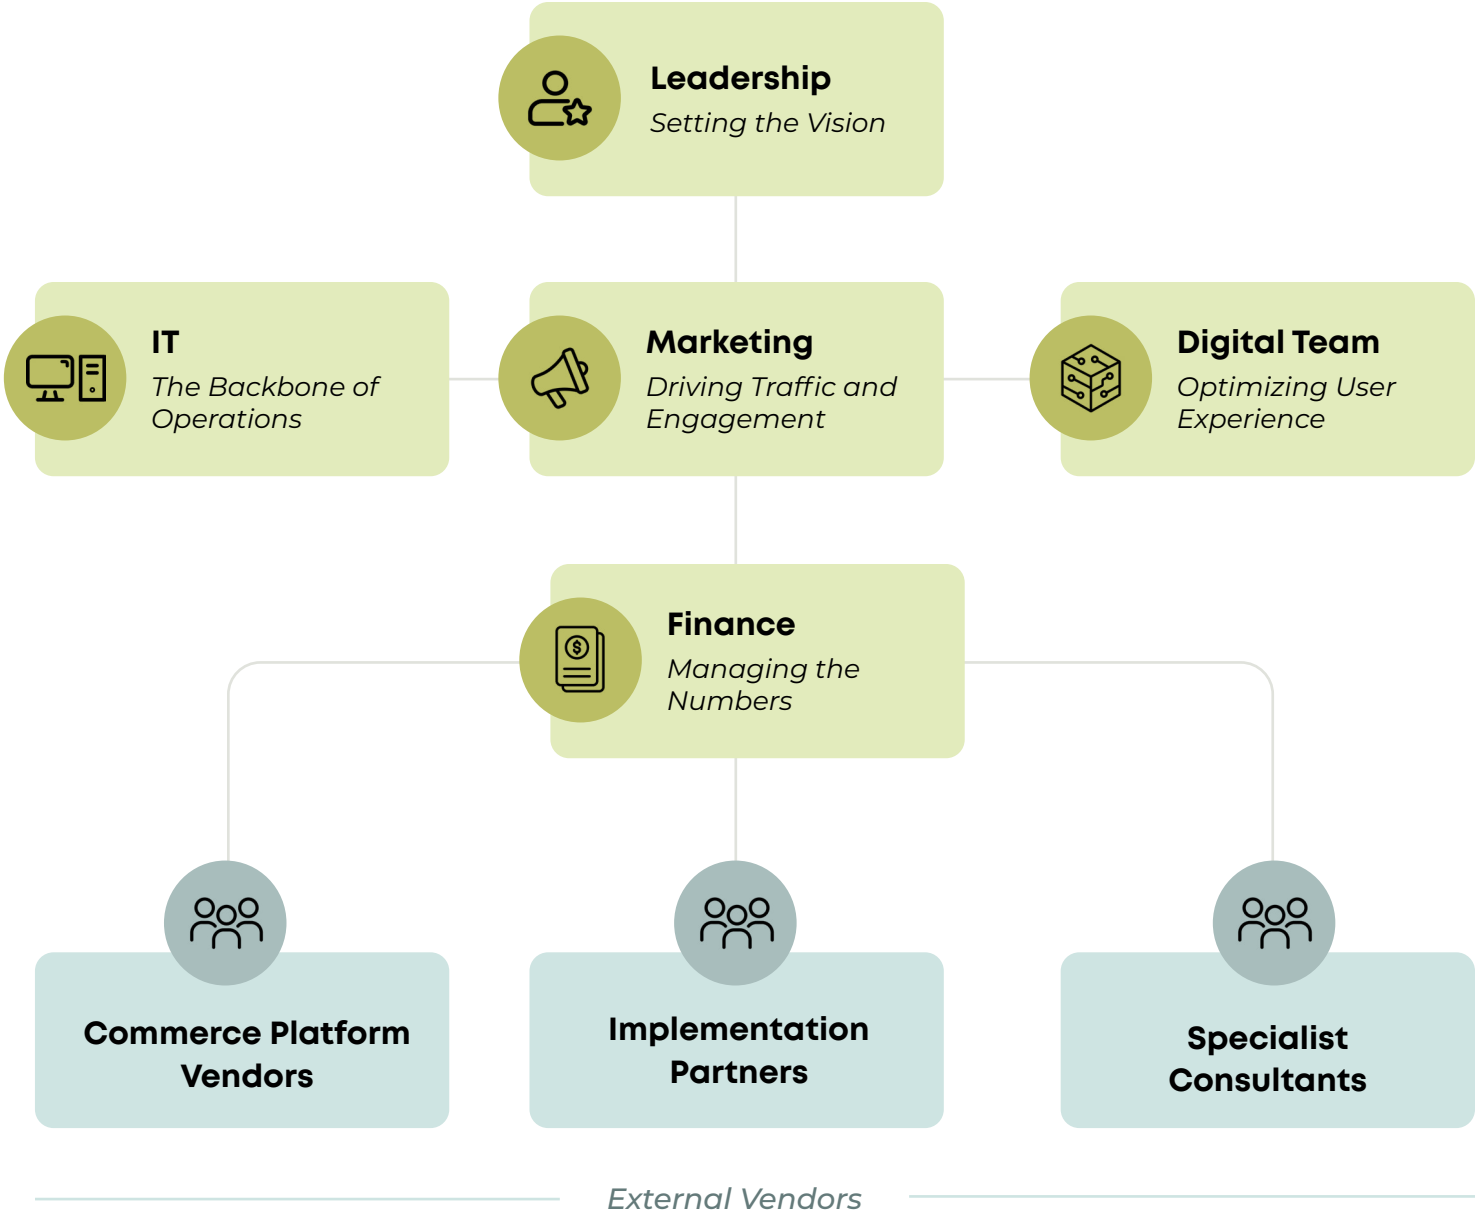 Leadership
Setting the Vision
IT
The Backbone of
Operations
Marketing
Driving Traffic and
Engagement
Digital Team
Optimizing User
Experience
Finance
$
Managing the
Numbers
Commerce Platform
Vendors
Implementation
Partners
Specialist
Consultants
External Vendors